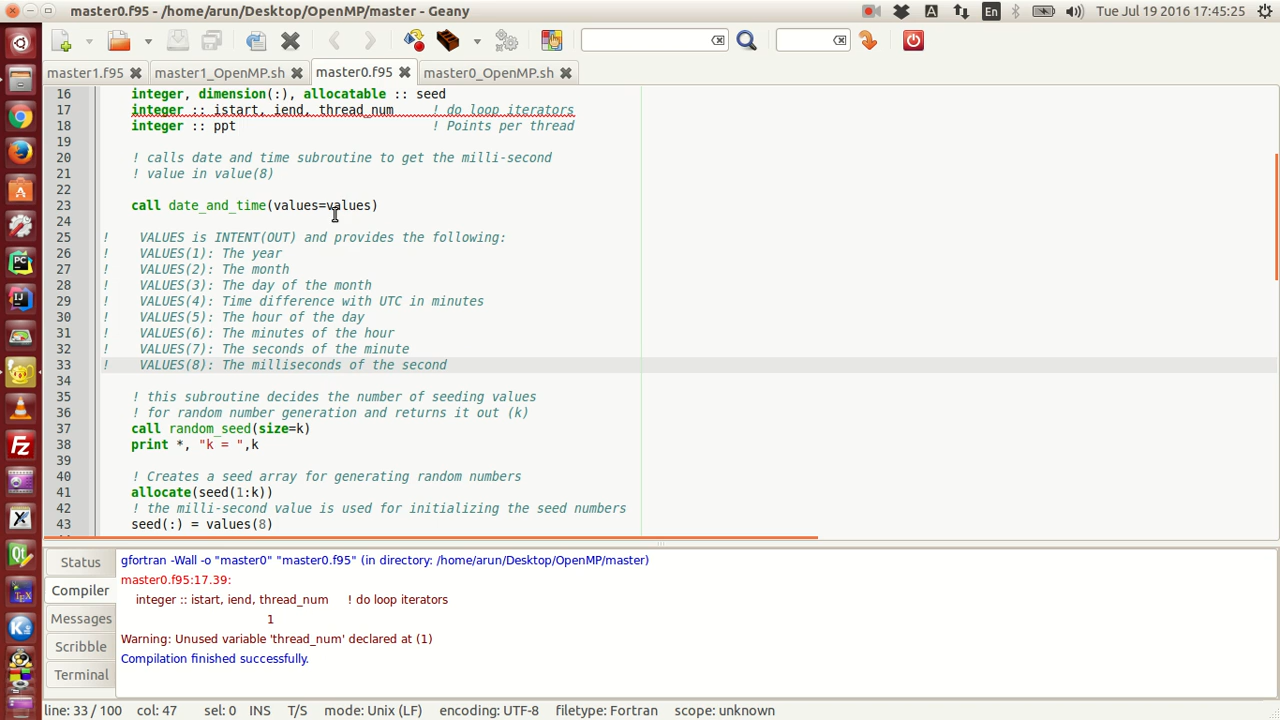 master0.f95 - /home/arun/Desktop/OpenMP/master - Geany
En
Tue Jul 19 2016 17:45:25
master1.f95
master1_OpenMP.sh
master0.f95
master0_OpenMP.sh
16 integer, dimension(:), allocatable :: seed
17 integer :: istart, iend, thread_num ! do loop iterators
18 integer :: ppt ! Points per thread
19
20 ! calls date and time subroutine to get the milli-second
21 ! value in value(8)
22
23 call date_and_time(values=values)
24
25 ! VALUES is INTENT(OUT) and provides the following:
26 ! VALUES(1): The year
27 ! VALUES(2): The month
28 ! VALUES(3): The day of the month
29 ! VALUES(4): Time difference with UTC in minutes
30 ! VALUES(5): The hour of the day
31 ! VALUES(6): The minutes of the hour
32 ! VALUES(7): The seconds of the minute
33 ! VALUES(8): The milliseconds of the second
34
35 ! this subroutine decides the number of seeding values
36 ! for random number generation and returns it out (k)
37 call random_seed(size=k)
38 print *, "k = ",k
39
40 ! Creates a seed array for generating random numbers
41 allocate(seed(1:k))
42 ! the milli-second value is used for initializing the seed numbers
43 seed(:) = values(8)
Status
Compiler
Messages
Scribble
Terminal
gfortran -Wall -o "master0" "master0.f95" (in directory: /home/arun/Desktop/OpenMP/master)
master0.f95:17.39:
integer :: istart, iend, thread_num ! do loop iterators
1
Warning: Unused variable 'thread_num' declared at (1)
Compilation finished successfully.
line: 33 / 100 col: 47 sel: 0 INS T/S mode: Unix (LF) encoding: UTF-8 filetype: Fortran scope: unknown